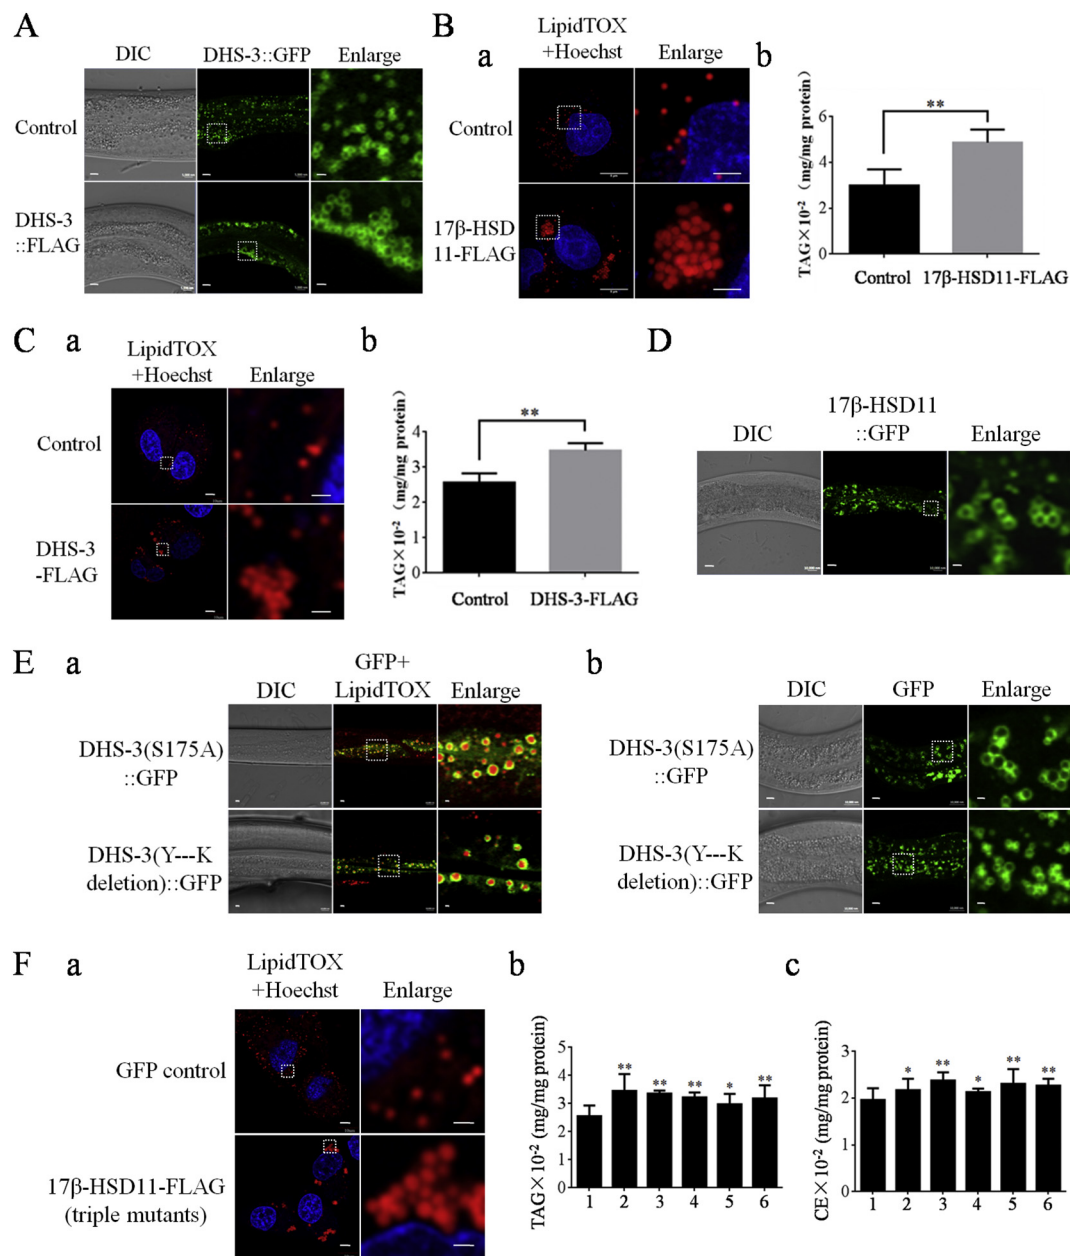 A
DIC DHS-3::GFP Enlarge
Control
DHS-3
::FLAG
B
a
LipidTOX
+Hoechst Enlarge
Control
17β-HSD
11-FLAG
b
**
TAG×10-2 (mg/mg protein)
6
4
2
0
Control 17β-HSD11-FLAG
C a
LipidTOX
+Hoechst Enlarge
Control
DHS-3
-FLAG
b
**
TAG×10-2 (mg/mg protein)
4
3
2
1
0
Control DHS-3-FLAG
D
17β-HSD11
DIC ::GFP Enlarge
E a
GFP+
DIC LipidTOX Enlarge
DHS-3(S175A)
::GFP
DHS-3(Y---K
deletion)::GFP
b
DIC GFP Enlarge
DHS-3(S175A)
::GFP
DHS-3(Y---K
deletion)::GFP
F a
LipidTOX
+Hoechst Enlarge
GFP control
17β-HSD11-FLAG
(triple mutants)
b
TAG×10-2 (mg/mg protein)
5
4
3
2
1
0
** ** ** * **
1 2 3 4 5 6
c
CE×10-2 (mg/mg protein)
3
2
1
0
* ** * ** **
1 2 3 4 5 6